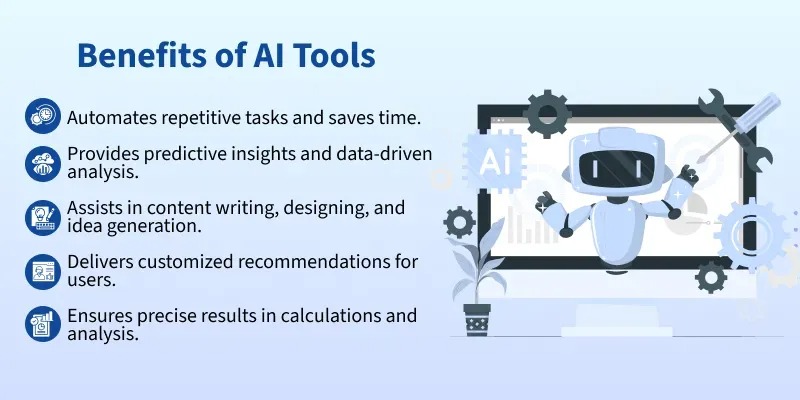 Benefits of AI Tools
Automates repetitive tasks and saves time.
Provides predictive insights and data-driven
analysis.
Assists in content writing, designing, and
idea generation.
Delivers customized recommendations for
users.
Ensures precise results in calculations and
analysis.
Ai